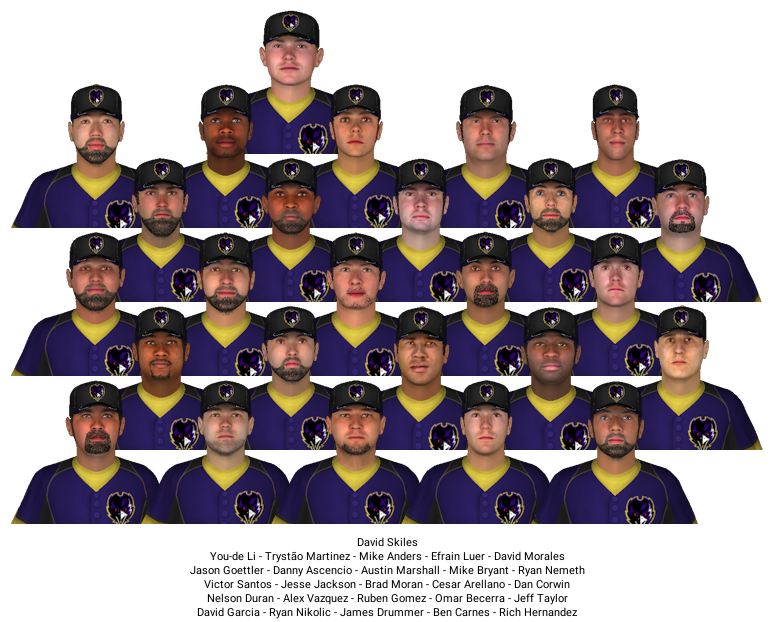 David Skiles
You-de Li - Trystão Martinez - Mike Anders - Efrain Luer - David Morales
Jason Goettler - Danny Ascencio - Austin Marshall - Mike Bryant - Ryan Nemeth
Victor Santos - Jesse Jackson - Brad Moran - Cesar Arellano - Dan Corwin
Nelson Duran - Alex Vazquez - Ruben Gomez - Omar Becerra - Jeff Taylor
David Garcia - Ryan Nikolic - James Drummer - Ben Carnes - Rich Hernandez